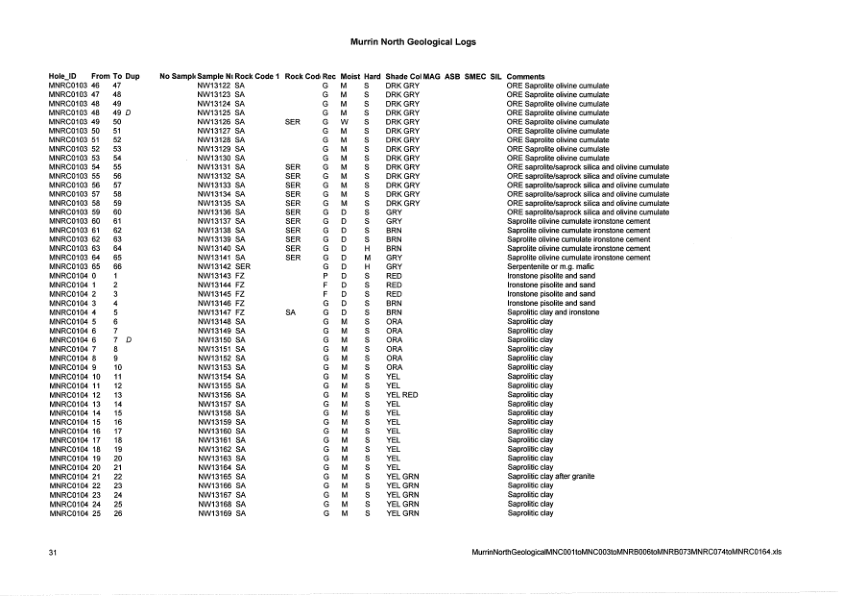 Murrin North Geological Logs
Hole_ID From To Dup No Sampl Sample N Rock Code 1 Rock Cod Rec Moist Hard Shade Col MAG ASB SMEC SIL Comments
MNRC0103 46 47 NW13122 SA G M S DRK GRY ORE Saprolite olivine cumulate
MNRC0103 47 48 NW13123 SA G M S DRK GRY ORE Saprolite olivine cumulate
MNRC0103 48 49 NW13124 SA G M S DRK GRY ORE Saprolite olivine cumulate
MNRC0103 48 49 D NW13125 SA G M S DRK GRY ORE Saprolite olivine cumulate
MNRC0103 49 50 NW13126 SA SER G W S DRK GRY ORE Saprolite olivine cumulate
MNRC0103 50 51 NW13127 SA G M S DRK GRY ORE Saprolite olivine cumulate
MNRC0103 51 52 NW13128 SA G M S DRK GRY ORE Saprolite olivine cumulate
MNRC0103 52 53 NW13129 SA G M S DRK GRY ORE Saprolite olivine cumulate
MNRC0103 53 54 NW13130 SA G M S DRK GRY ORE Saprolite olivine cumulate
MNRC0103 54 55 NW13131 SA SER G M S DRK GRY ORE saprolite/saprock silica and olivine cumulate
MNRC0103 55 56 NW13132 SA SER G M S DRK GRY ORE saprolite/saprock silica and olivine cumulate
MNRC0103 56 57 NW13133 SA SER G M S DRK GRY ORE saprolite/saprock silica and olivine cumulate
MNRC0103 57 58 NW13134 SA SER G M S DRK GRY ORE saprolite/saprock silica and olivine cumulate
MNRC0103 58 59 NW13135 SA SER G M S DRK GRY ORE saprolite/saprock silica and olivine cumulate
MNRC0103 59 60 NW13136 SA SER G D S GRY ORE saprolite/saprock silica and olivine cumulate
MNRC0103 60 61 NW13137 SA SER G D S GRY Saprolite olivine cumulate ironstone cement
MNRC0103 61 62 NW13138 SA SER G D S BRN Saprolite olivine cumulate ironstone cement
MNRC0103 62 63 NW13139 SA SER G D S BRN Saprolite olivine cumulate ironstone cement
MNRC0103 63 64 NW13140 SA SER G D H BRN Saprolite olivine cumulate ironstone cement
MNRC0103 64 65 NW13141 SA SER G D M GRY Saprolite olivine cumulate ironstone cement
MNRC0103 65 66 NW13142 SER G D H GRY Serpentenite or m.g. mafic
MNRC0104 0 1 NW13143 FZ P D S RED Ironstone pisolite and sand
MNRC0104 1 2 NW13144 FZ F D S RED Ironstone pisolite and sand
MNRC0104 2 3 NW13145 FZ F D S RED Ironstone pisolite and sand
MNRC0104 3 4 NW13146 FZ G D S BRN Ironstone pisolite and sand
MNRC0104 4 5 NW13147 FZ SA G D S BRN Saprolitic clay and ironstone
MNRC0104 5 6 NW13148 SA G M S ORA Saprolitic clay
MNRC0104 6 7 NW13149 SA G M S ORA Saprolitic clay
MNRC0104 6 7 D NW13150 SA G M S ORA Saprolitic clay
MNRC0104 7 8 NW13151 SA G M S ORA Saprolitic clay
MNRC0104 8 9 NW13152 SA G M S ORA Saprolitic clay
MNRC0104 9 10 NW13153 SA G M S ORA Saprolitic clay
MNRC0104 10 11 NW13154 SA G M S YEL Saprolitic clay
MNRC0104 11 12 NW13155 SA G M S YEL Saprolitic clay
MNRC0104 12 13 NW13156 SA G M S YEL RED Saprolitic clay
MNRC0104 13 14 NW13157 SA G M S YEL Saprolitic clay
MNRC0104 14 15 NW13158 SA G M S YEL Saprolitic clay
MNRC0104 15 16 NW13159 SA G M S YEL Saprolitic clay
MNRC0104 16 17 NW13160 SA G M S YEL Saprolitic clay
MNRC0104 17 18 NW13161 SA G M S YEL Saprolitic clay
MNRC0104 18 19 NW13162 SA G M S YEL Saprolitic clay
MNRC0104 19 20 NW13163 SA G M S YEL Saprolitic clay
MNRC0104 20 21 NW13164 SA G M S YEL Saprolitic clay
MNRC0104 21 22 NW13165 SA G M S YEL GRN Saprolitic clay after granite
MNRC0104 22 23 NW13166 SA G M S YEL GRN Saprolitic clay
MNRC0104 23 24 NW13167 SA G M S YEL GRN Saprolitic clay
MNRC0104 24 25 NW13168 SA G M S YEL GRN Saprolitic clay
MNRC0104 25 26 NW13169 SA G M S YEL GRN Saprolitic clay
31 MurrinNorthGeologicalMNC001toMNC003toMNRB006toMNRB073MNRC074toMNRC0164.xls